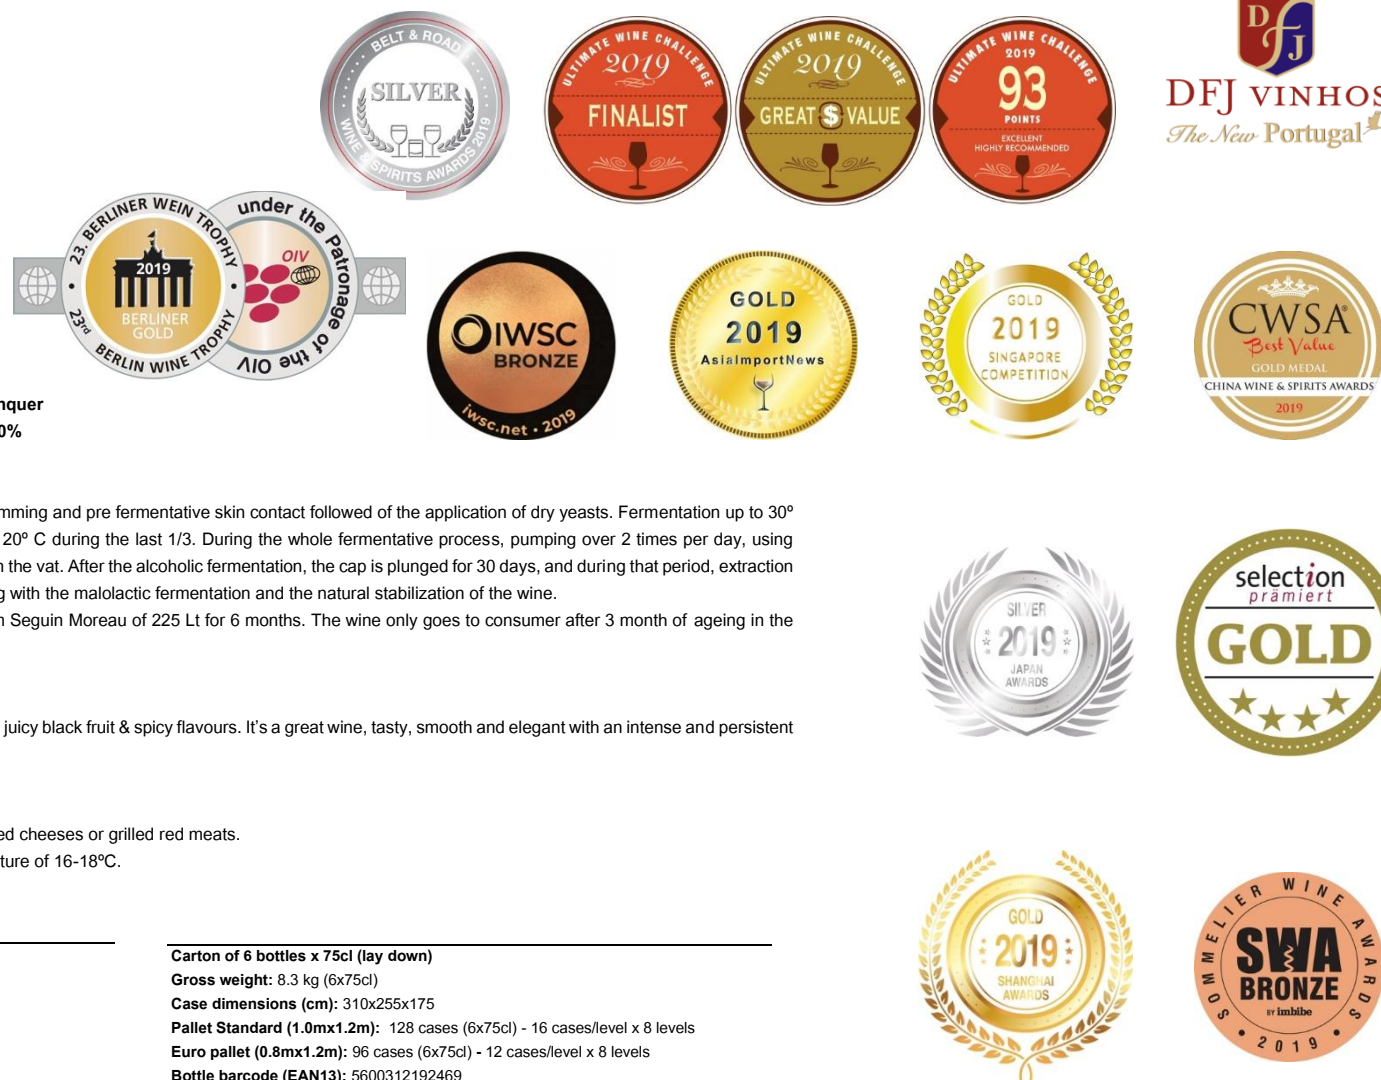 BELT & ROAD
SILVER
WINE & SPIRITS AWARDS 2019
ULTIMATE WINE CHALLENGE
2019
FINALIST
ULTIMATE WINE CHALLENGE
2019
GREAT $ VALUE
ULTIMATE WINE CHALLENGE
2019
93
POINTS
EXCELLENT
HIGHLY RECOMMENDED
D F J
DFJ VINHOS
The New Portugal
23. BERLINER WEIN TROPHY
2019
BERLINER
GOLD
23rd BERLIN WINE TROPHY
under the Patronage of the OIV
OIV
IWSC
BRONZE
iwsc.net • 2019
GOLD
2019
AsiaImportNews
GOLD
2019
SINGAPORE
COMPETITION
CWSA®
Best Value
GOLD MEDAL
CHINA WINE & SPIRITS AWARDS
2019
nquer
0%
mming and pre fermentative skin contact followed of the application of dry yeasts. Fermentation up to 30º
20º C during the last 1/3. During the whole fermentative process, pumping over 2 times per day, using
n the vat. After the alcoholic fermentation, the cap is plunged for 30 days, and during that period, extraction
g with the malolactic fermentation and the natural stabilization of the wine.
n Seguin Moreau of 225 Lt for 6 months. The wine only goes to consumer after 3 month of ageing in the
SILVER
2019
JAPAN
AWARDS
selection
prämiert
GOLD
juicy black fruit & spicy flavours. It's a great wine, tasty, smooth and elegant with an intense and persistent
ed cheeses or grilled red meats.
ture of 16-18ºC.
GOLD
2019
SHANGHAI
AWARDS
SOMMELIER WINE AWARDS
SWA
BRONZE
BY imbibe
• 2019 •
Carton of 6 bottles x 75cl (lay down)
Gross weight: 8.3 kg (6x75cl)
Case dimensions (cm): 310x255x175
Pallet Standard (1.0mx1.2m): 128 cases (6x75cl) - 16 cases/level x 8 levels
Euro pallet (0.8mx1.2m): 96 cases (6x75cl) - 12 cases/level x 8 levels
Bottle barcode (EAN13): 5600312192469